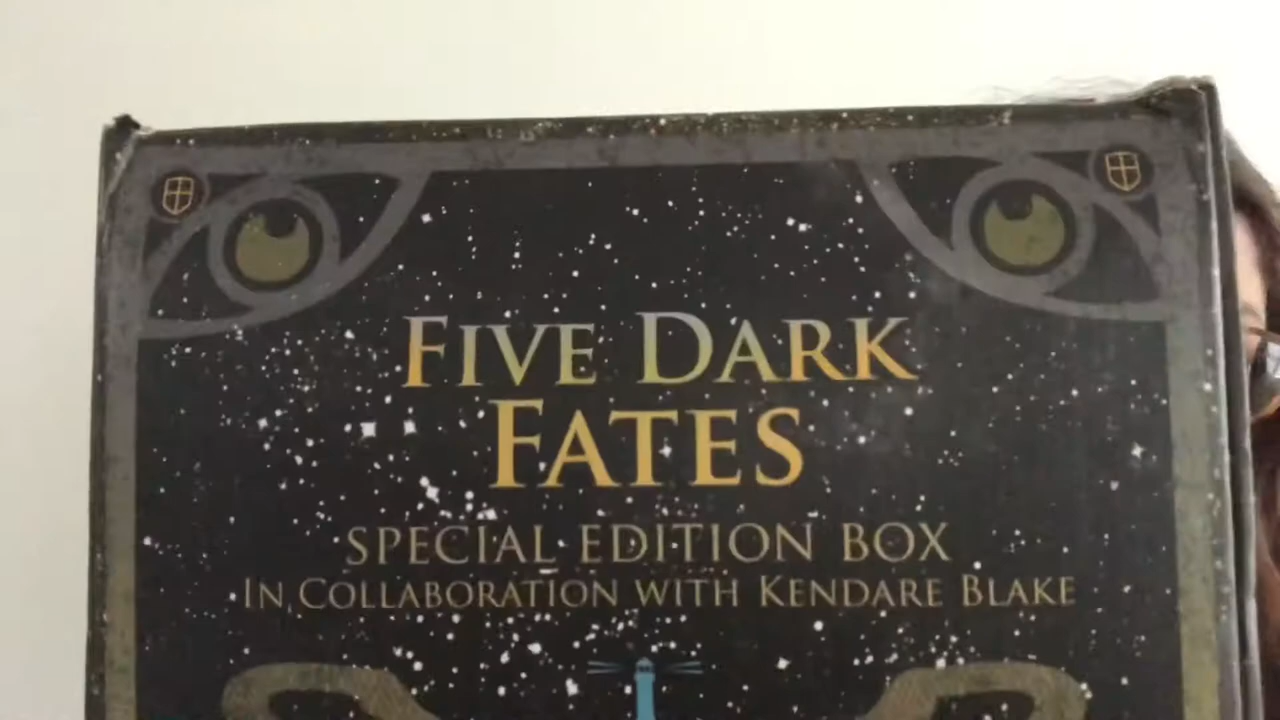 FIVE DARK
FATES
SPECIAL EDITION BOX
IN COLLABORATION WITH KENDARE BLAKE